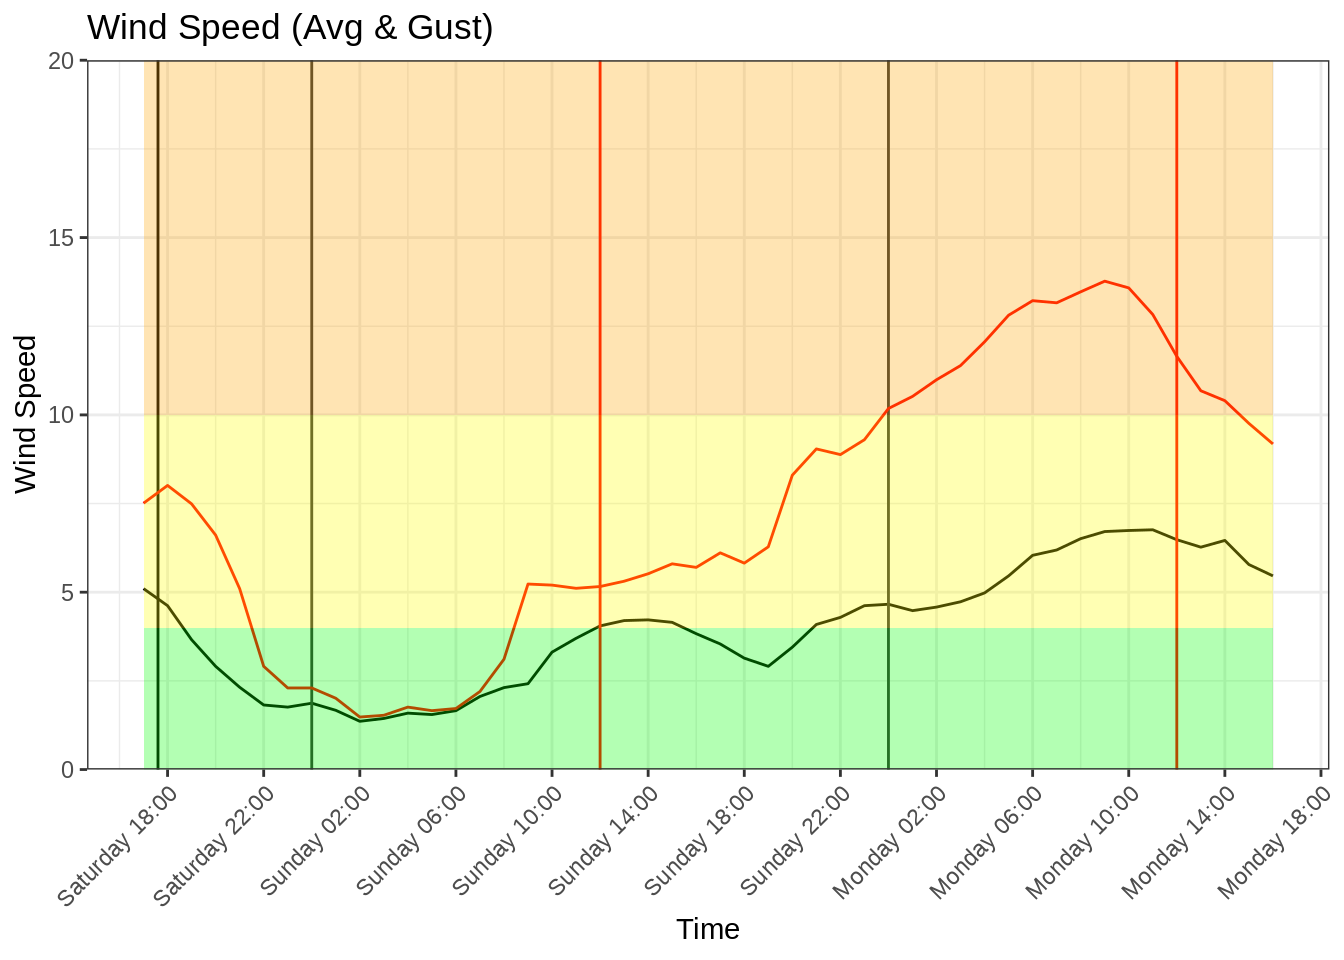 Wind Speed (Avg & Gust)
Wind Speed
20
15
10
5
0
Saturday 18:00
Saturday 22:00
Sunday 02:00
Sunday 06:00
Sunday 10:00
Sunday 14:00
Sunday 18:00
Sunday 22:00
Monday 02:00
Monday 06:00
Monday 10:00
Monday 14:00
Monday 18:00
Time